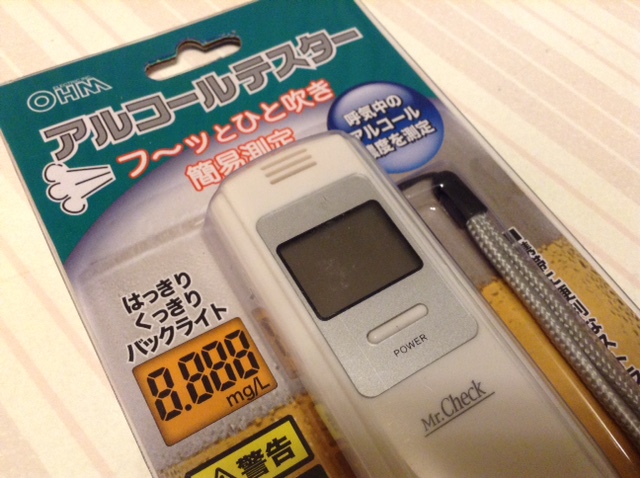 OHM
アルコールテスター
フ〜ッとひと吹き
簡易測定
呼気中の
アルコール
濃度を測定
はっきり
くっきり
バックライト
8.888
mg/L
POWER
Mr.Check
警告